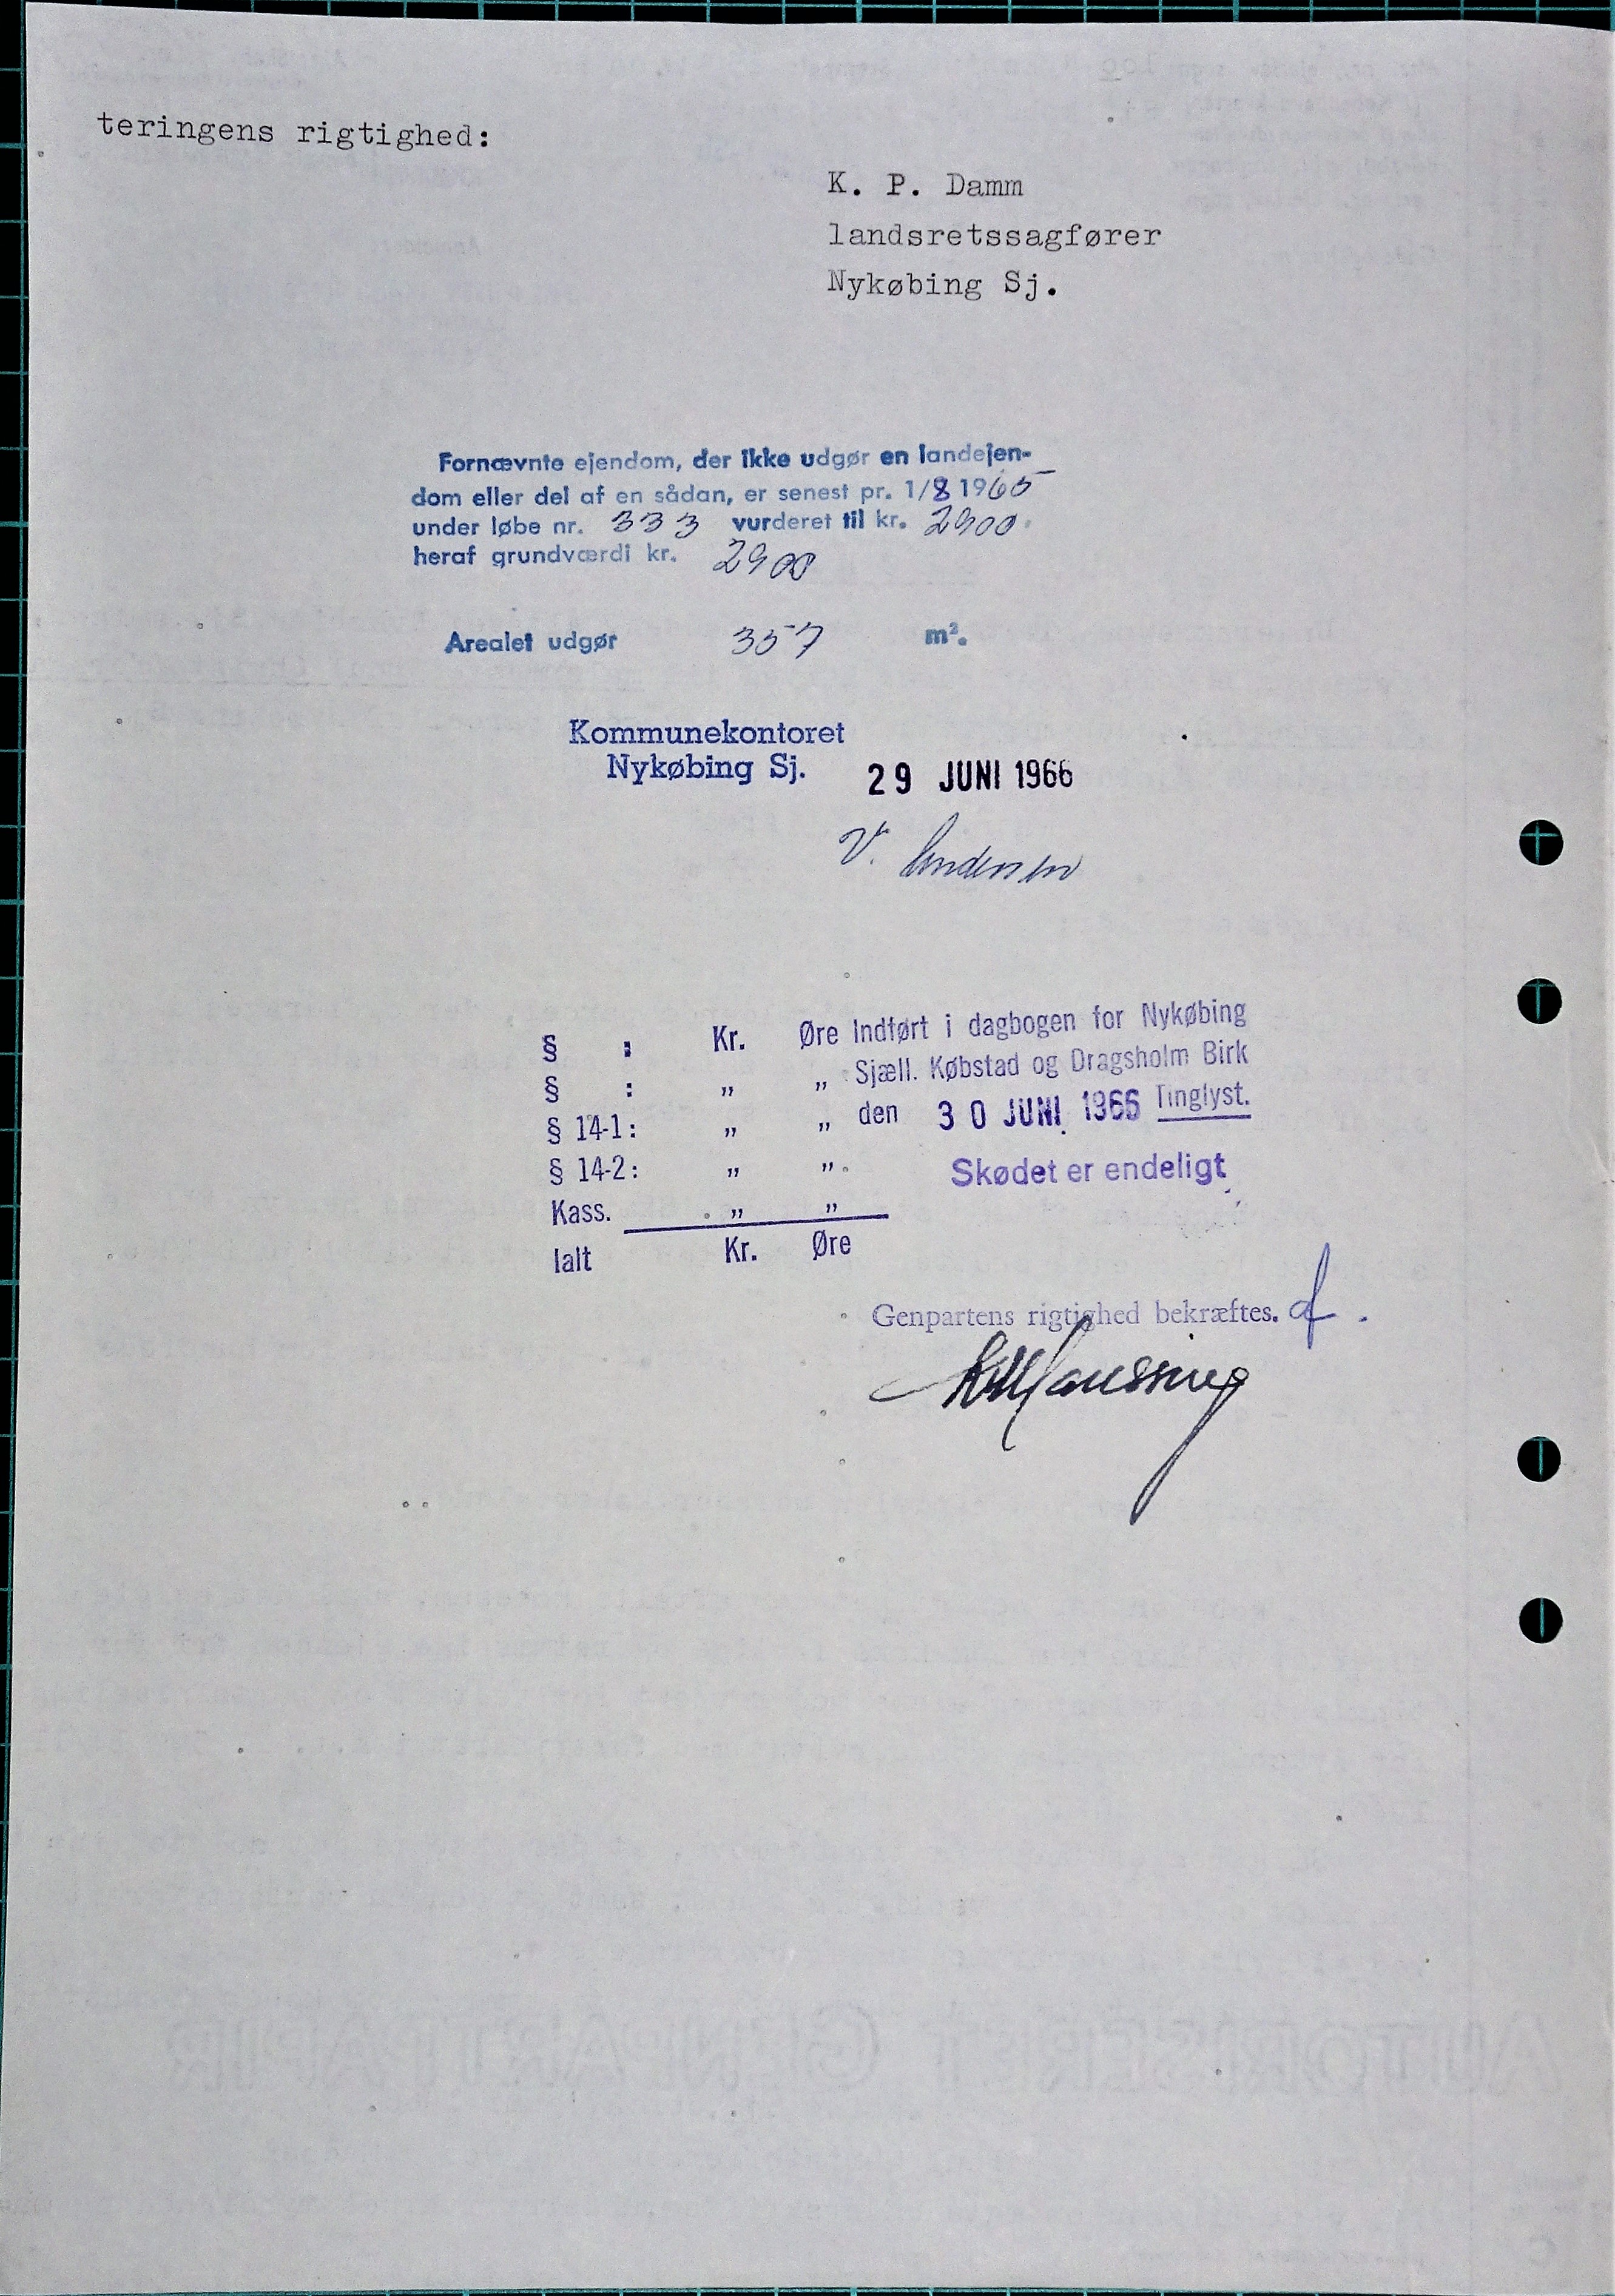 teringens rigtighed:
K. P. Damm
landsretssagfører
Nykøbing Sj.
Fornævnte ejendom, der ikke udgør en landejen-
dom eller del af en sådan, er senest pr. 1/8 1965
under løbe nr. 333 vurderet til kr. 2900.
heraf grundværdi kr. 2900
Arealet udgør 357 m².
Kommunekontoret
Nykøbing Sj. 29 JUNI 1966
V. Andersen
§ : Kr. Øre Indført i dagbogen for Nykøbing
§ : „ „ Sjæll. Købstad og Dragsholm Birk
§ 14-1: „ „ den 30 JUNI 1966 Tinglyst.
§ 14-2: „ „ Skødet er endeligt
Kass. „ „
Ialt Kr. Øre
Genpartens rigtighed bekræftes.
AUTORISERET GENPARTPAPIR